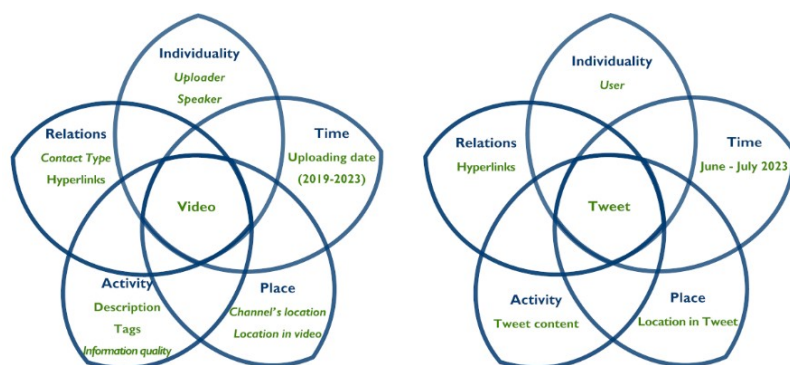 Individuality
Uploader
Speaker
Relations
Contact Type
Hyperlinks
Time
Uploading date
(2019-2023)
Video
Activity
Description
Tags
Information quality
Place
Channel's location
Location in video
Individuality
User
Relations
Hyperlinks
Time
June - July 2023
Tweet
Activity
Tweet content
Place
Location in Tweet